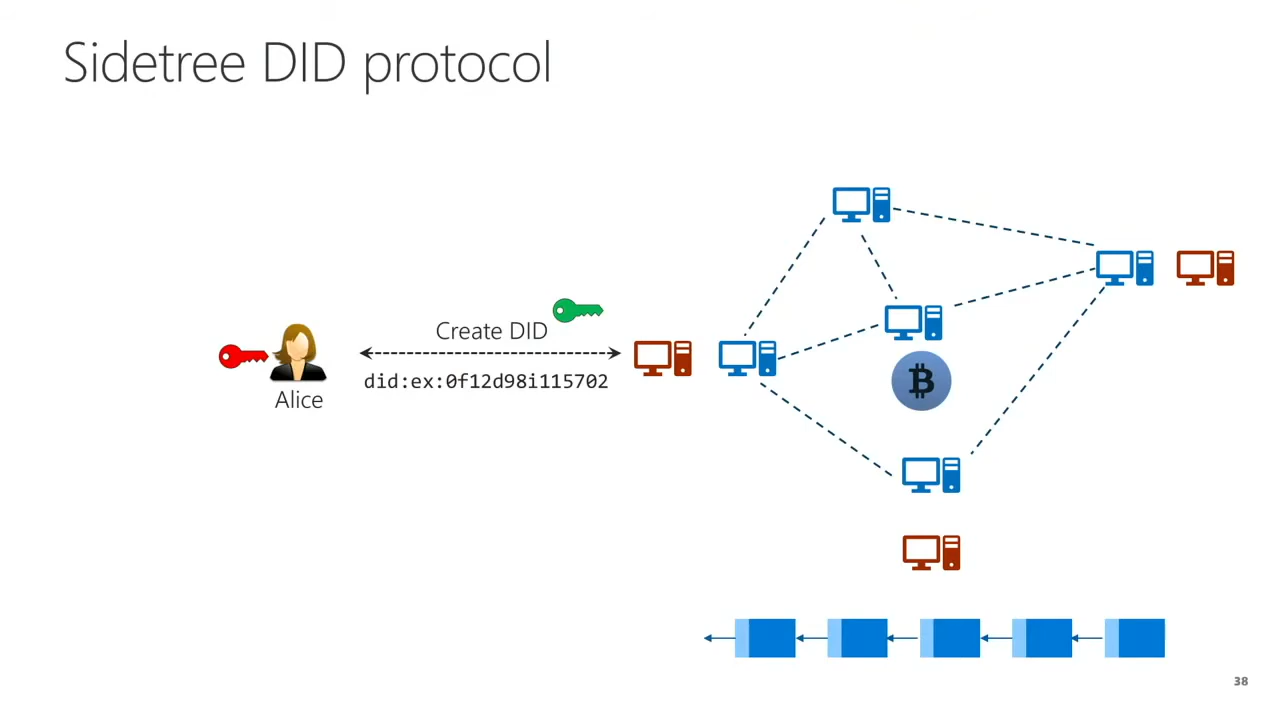 Sidetree DID protocol
Create DID
did:ex:0f12d98i115702
Alice
38